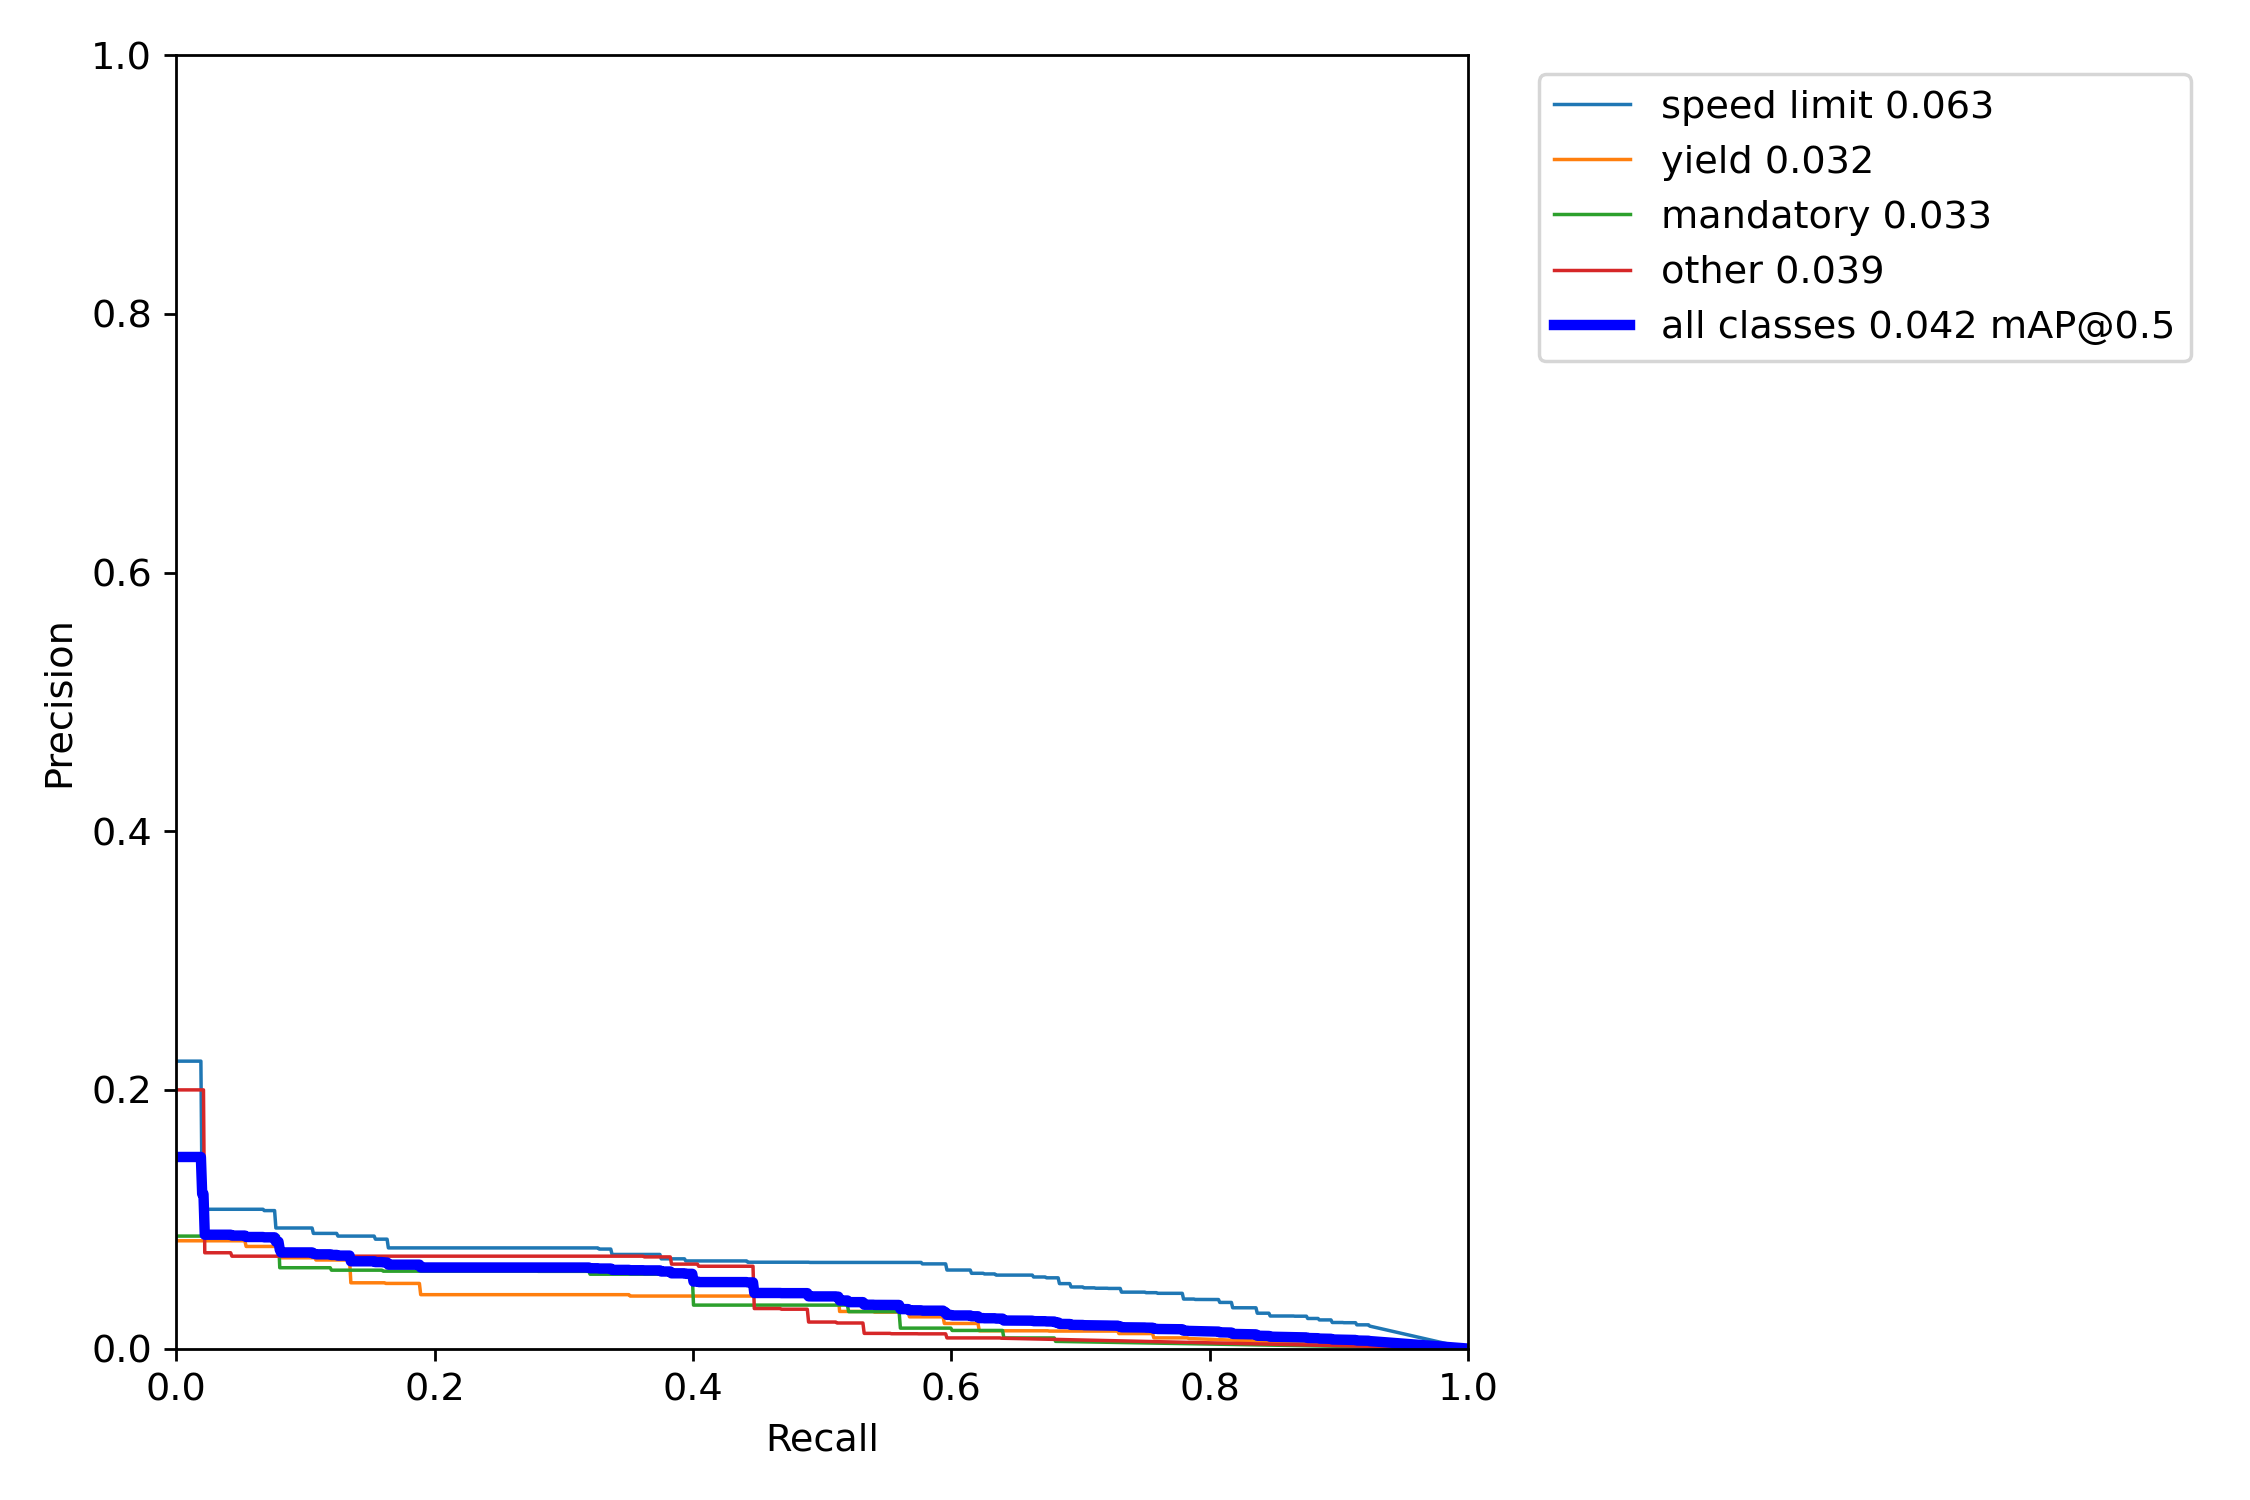 1.0
0.8
0.6
0.4
0.2
0.0
Precision
0.0 0.2 0.4 0.6 0.8 1.0
Recall
speed limit 0.063
yield 0.032
mandatory 0.033
other 0.039
all classes 0.042 mAP@0.5